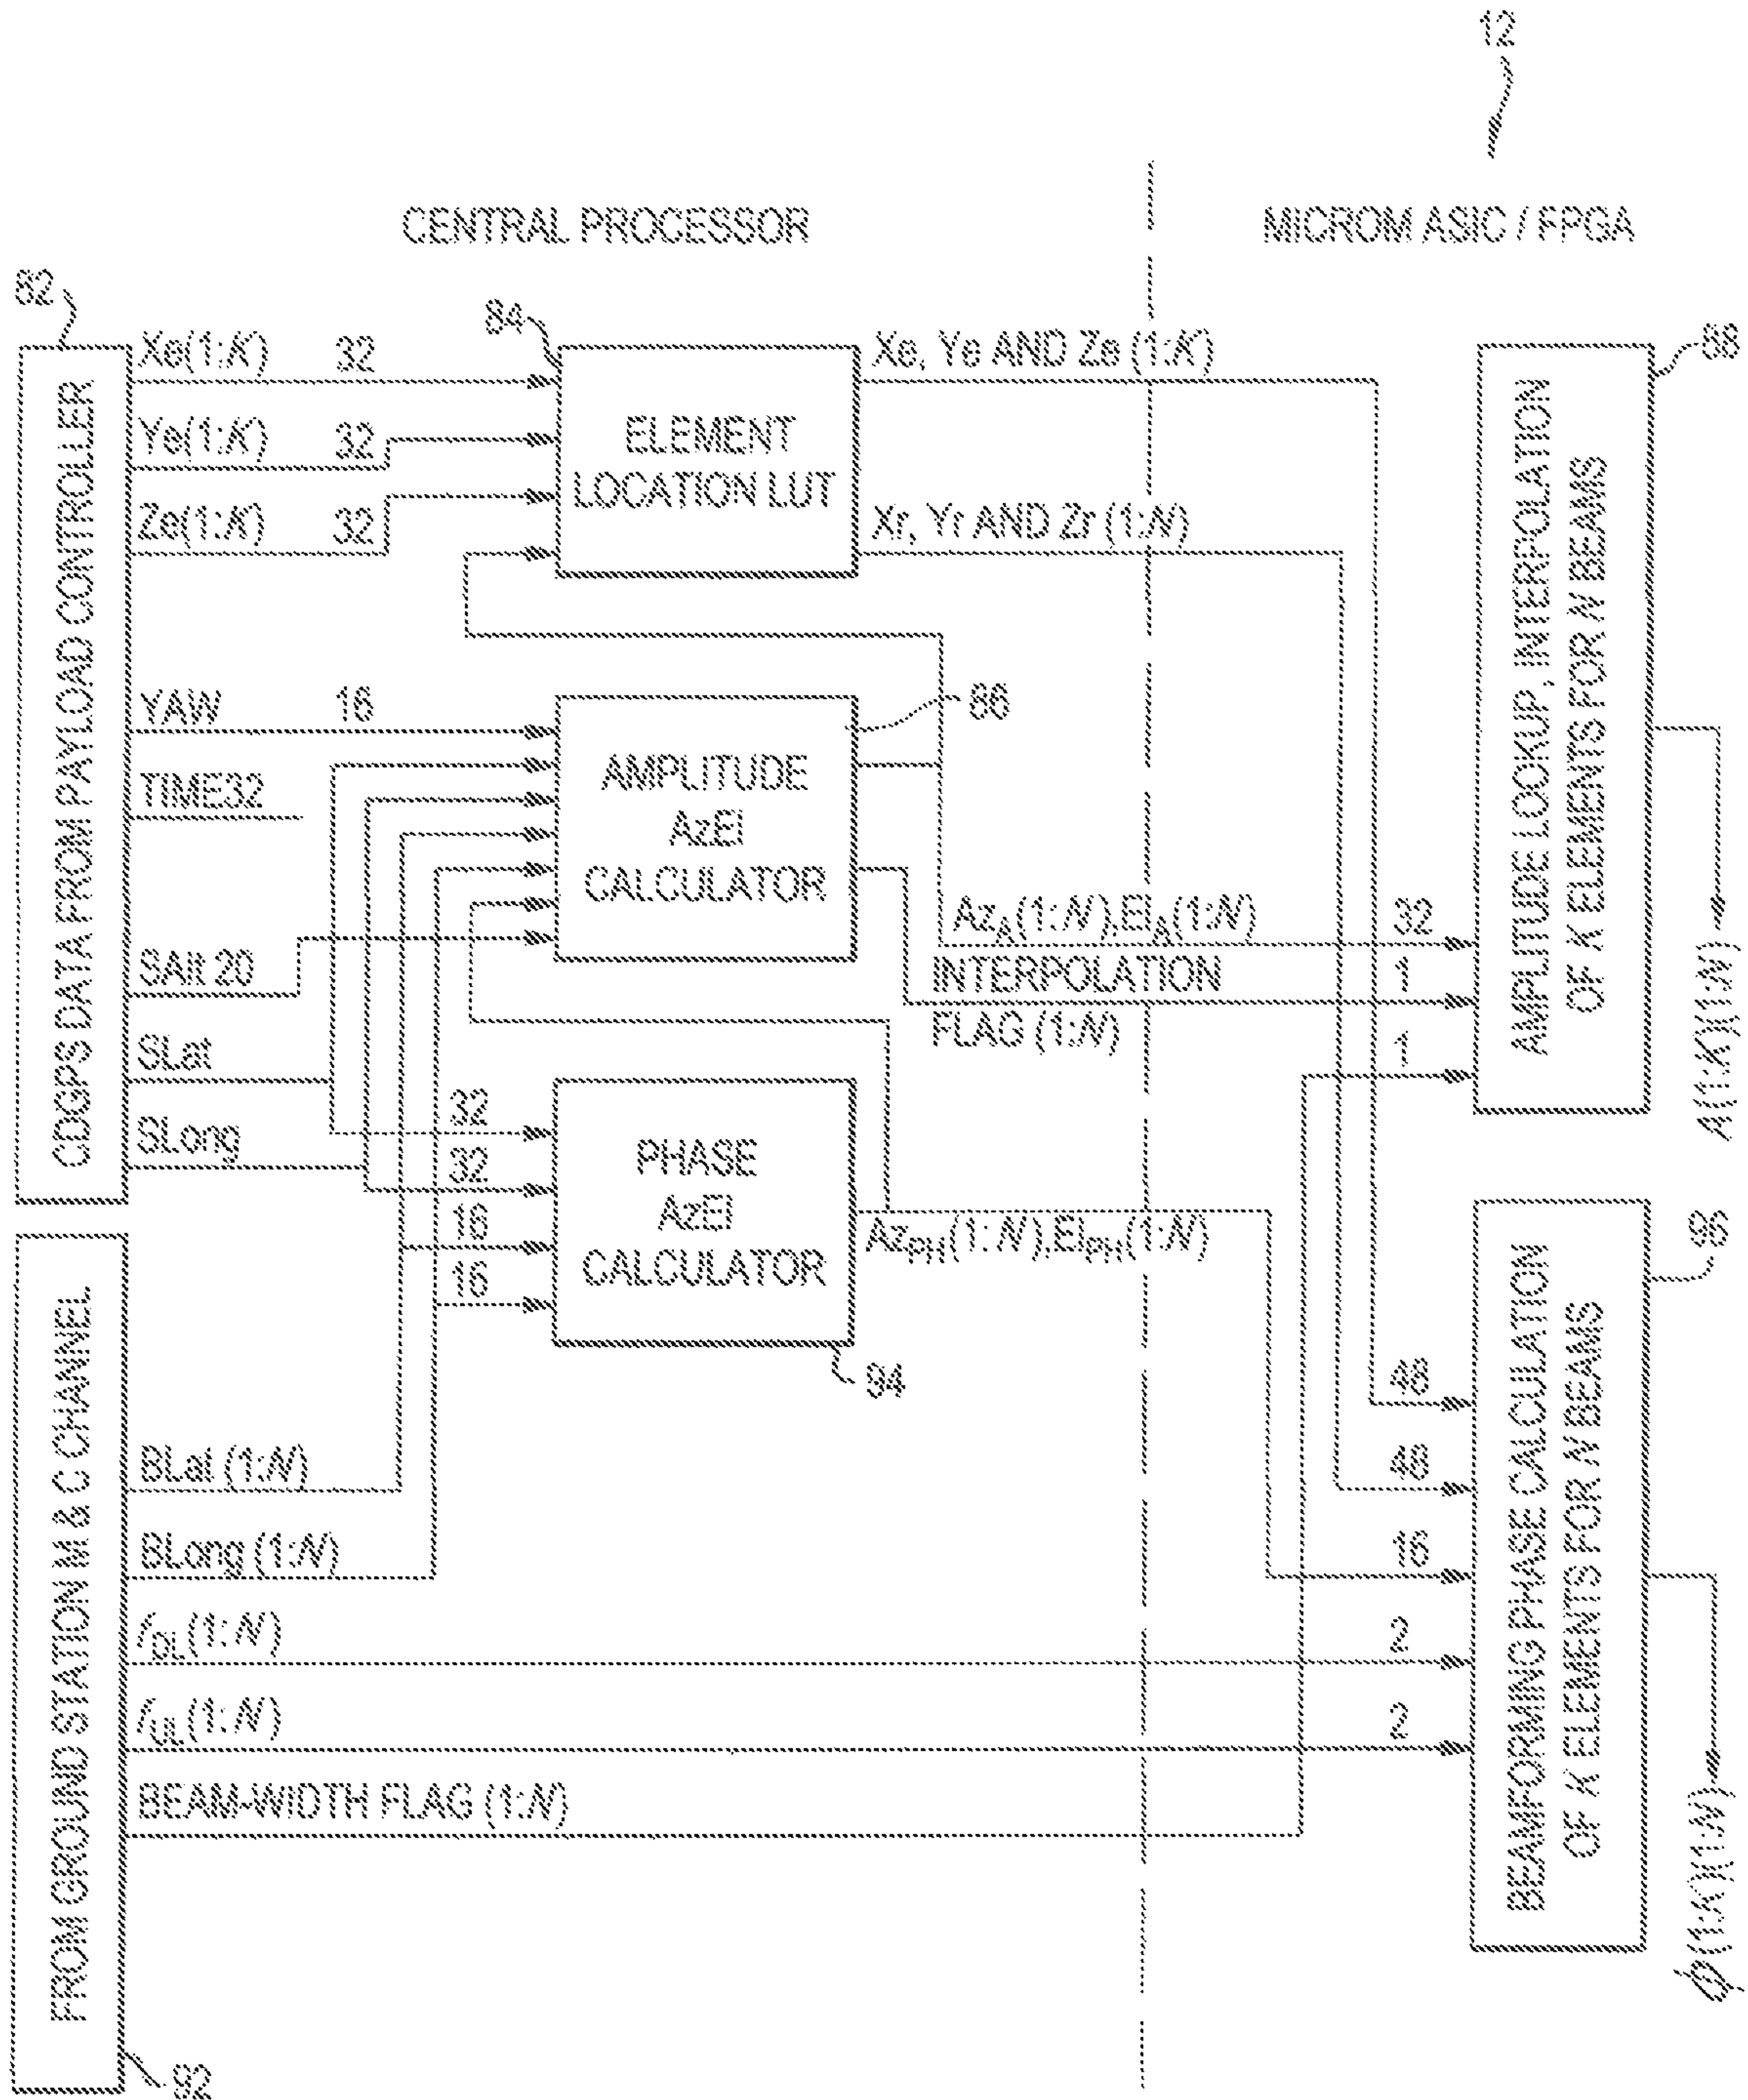 12
CENTRAL PROCESSOR
MICROM ASIC / FPGA
82
CDGPS DATA FROM PAYLOAD CONTROLLER
Xe(1:K) 32
Ye(1:K) 32
Ze(1:K) 32
YAW 16
TIME32
SAlt 20
SLat
SLong
84
ELEMENT
LOCATION LUT
Xe, Ye AND Ze (1:K)
Xr, Yr AND Zr (1:N)
86
AMPLITUDE
AzEl
CALCULATOR
AzA(1:N),ElA(1:N)
32
INTERPOLATION
FLAG (1:N)
1
1
88
AMPLITUDE LOOKUP, INTERPOLATION
OF K ELEMENTS FOR N BEAMS
A(1:K)(1:N)
32
32
16
16
PHASE
AzEl
CALCULATOR
94
AzPH(1:N),ElPH(1:N)
FROM GROUND STATION M & C CHANNEL
92
BLat (1:N)
BLong (1:N)
fDL(1:N)
fUL(1:N)
BEAM-WIDTH FLAG (1:N)
48
48
16
2
2
96
BEAMFORMING PHASE CALCULATION
OF K ELEMENTS FOR N BEAMS
ϕ(1:K)(1:N)